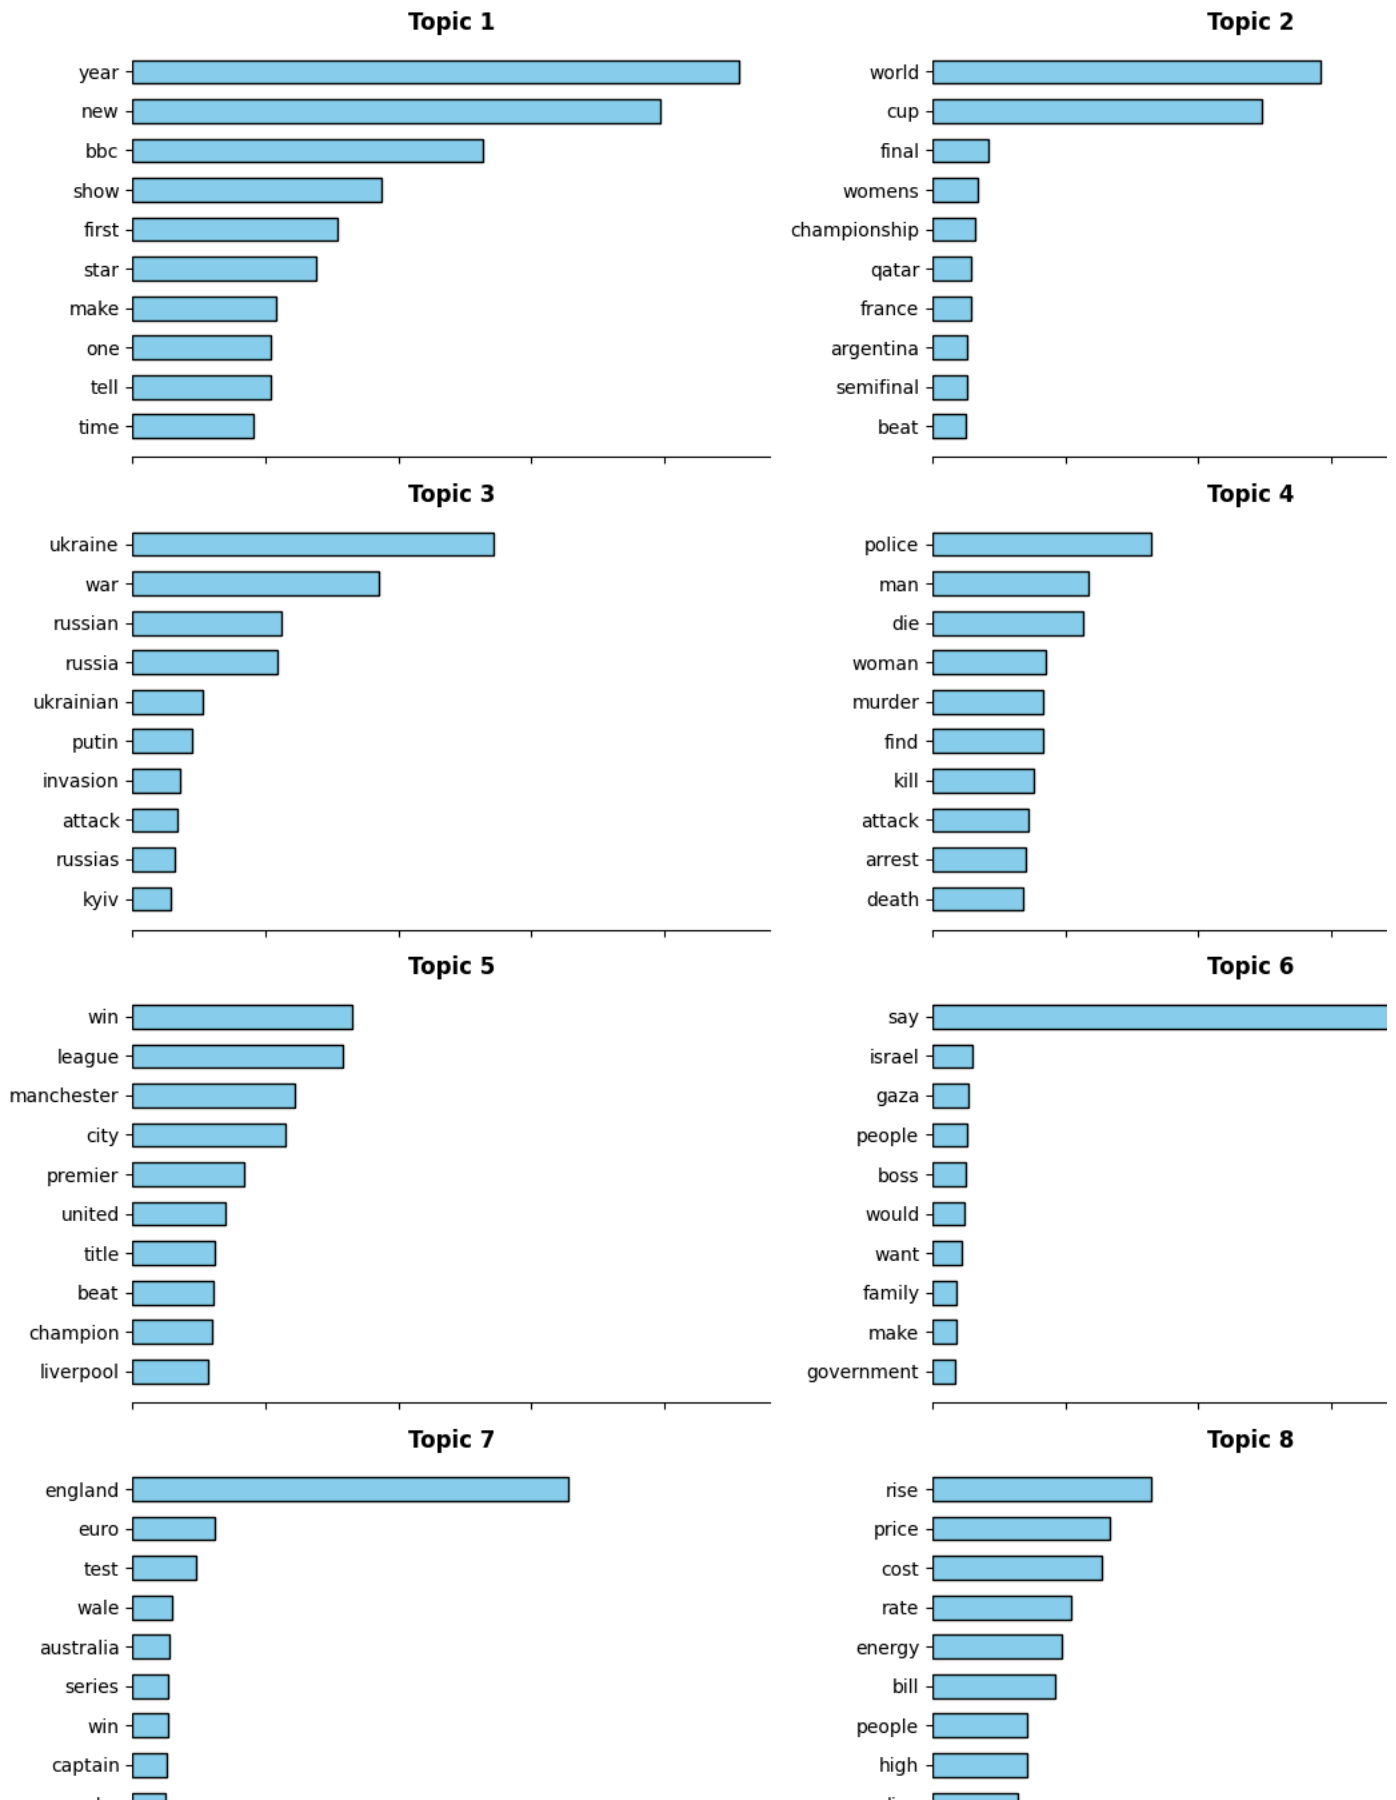 Topic 1
year
new
bbc
show
first
star
make
one
tell
time
Topic 2
world
cup
final
womens
championship
qatar
france
argentina
semifinal
beat
Topic 3
ukraine
war
russian
russia
ukrainian
putin
invasion
attack
russias
kyiv
Topic 4
police
man
die
woman
murder
find
kill
attack
arrest
death
Topic 5
win
league
manchester
city
premier
united
title
beat
champion
liverpool
Topic 6
say
israel
gaza
people
boss
would
want
family
make
government
Topic 7
england
euro
test
wale
australia
series
win
captain
Topic 8
rise
price
cost
rate
energy
bill
people
high